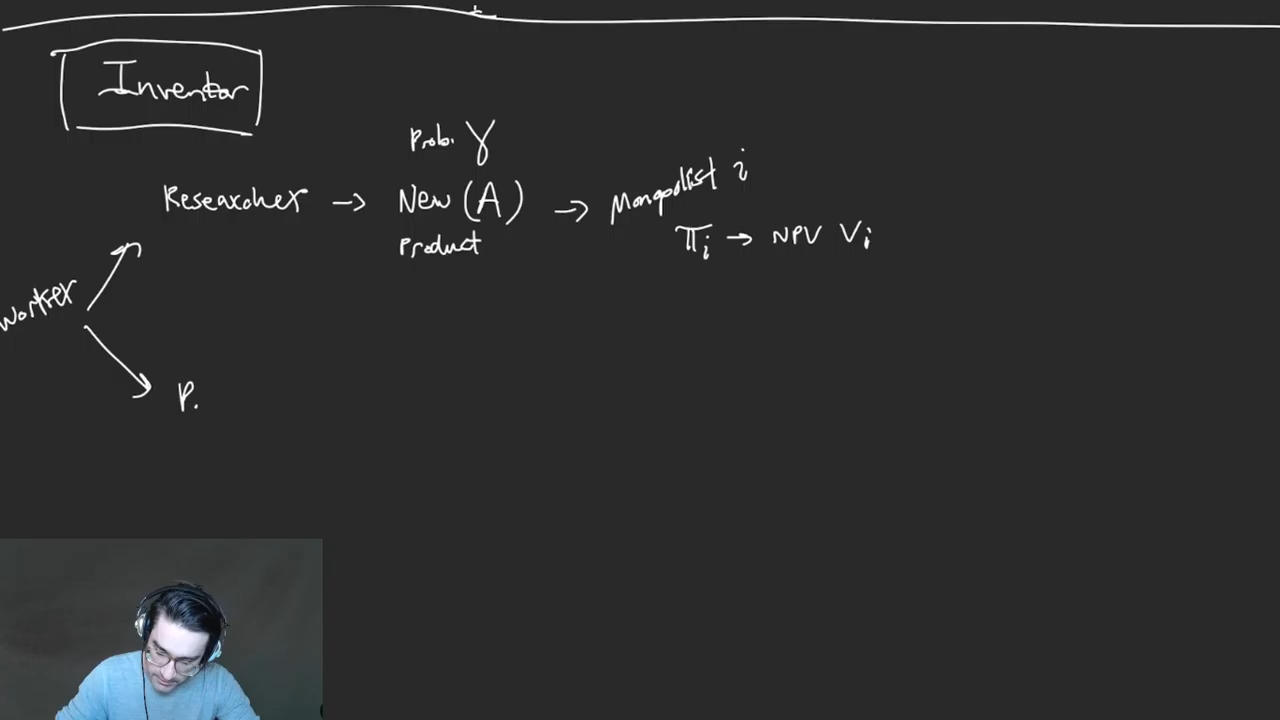 Inventor
Prob. γ
Researcher → New (A) → Monopolist i
Product
πi → NPV Vi
Worker
P.